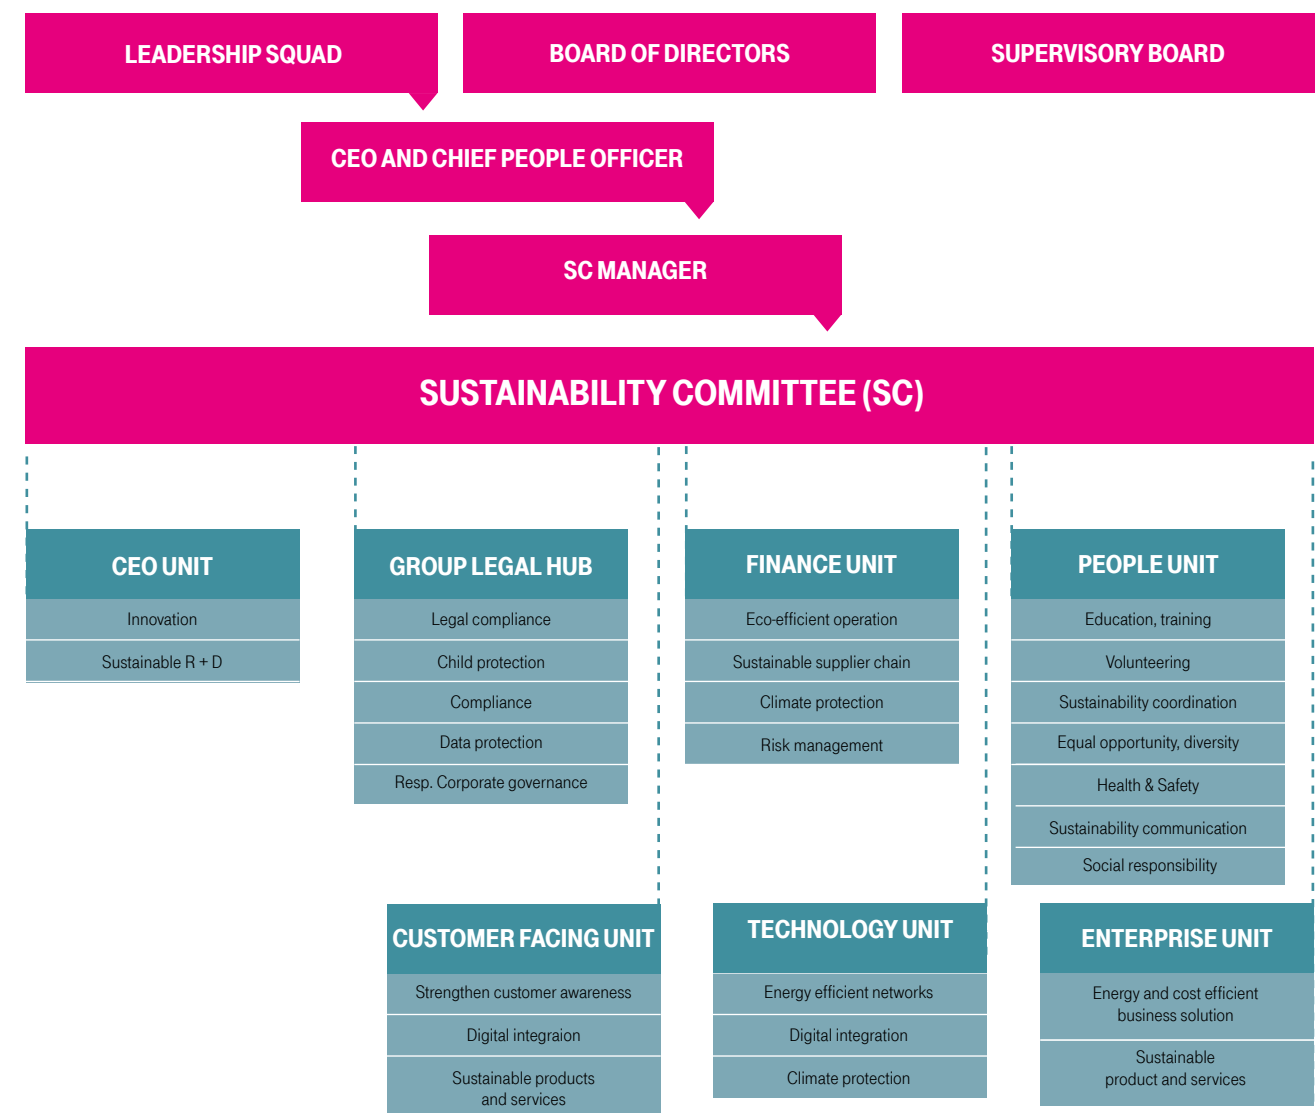 LEADERSHIP SQUAD
BOARD OF DIRECTORS
SUPERVISORY BOARD
CEO AND CHIEF PEOPLE OFFICER
SC MANAGER
SUSTAINABILITY COMMITTEE (SC)
CEO UNIT
Innovation
Sustainable R + D
GROUP LEGAL HUB
Legal compliance
Child protection
Compliance
Data protection
Resp. Corporate governance
FINANCE UNIT
Eco-efficient operation
Sustainable supplier chain
Climate protection
Risk management
PEOPLE UNIT
Education, training
Volunteering
Sustainability coordination
Equal opportunity, diversity
Health & Safety
Sustainability communication
Social responsibility
CUSTOMER FACING UNIT
Strengthen customer awareness
Digital integraion
Sustainable products
and services
TECHNOLOGY UNIT
Energy efficient networks
Digital integration
Climate protection
ENTERPRISE UNIT
Energy and cost efficient
business solution
Sustainable
product and services